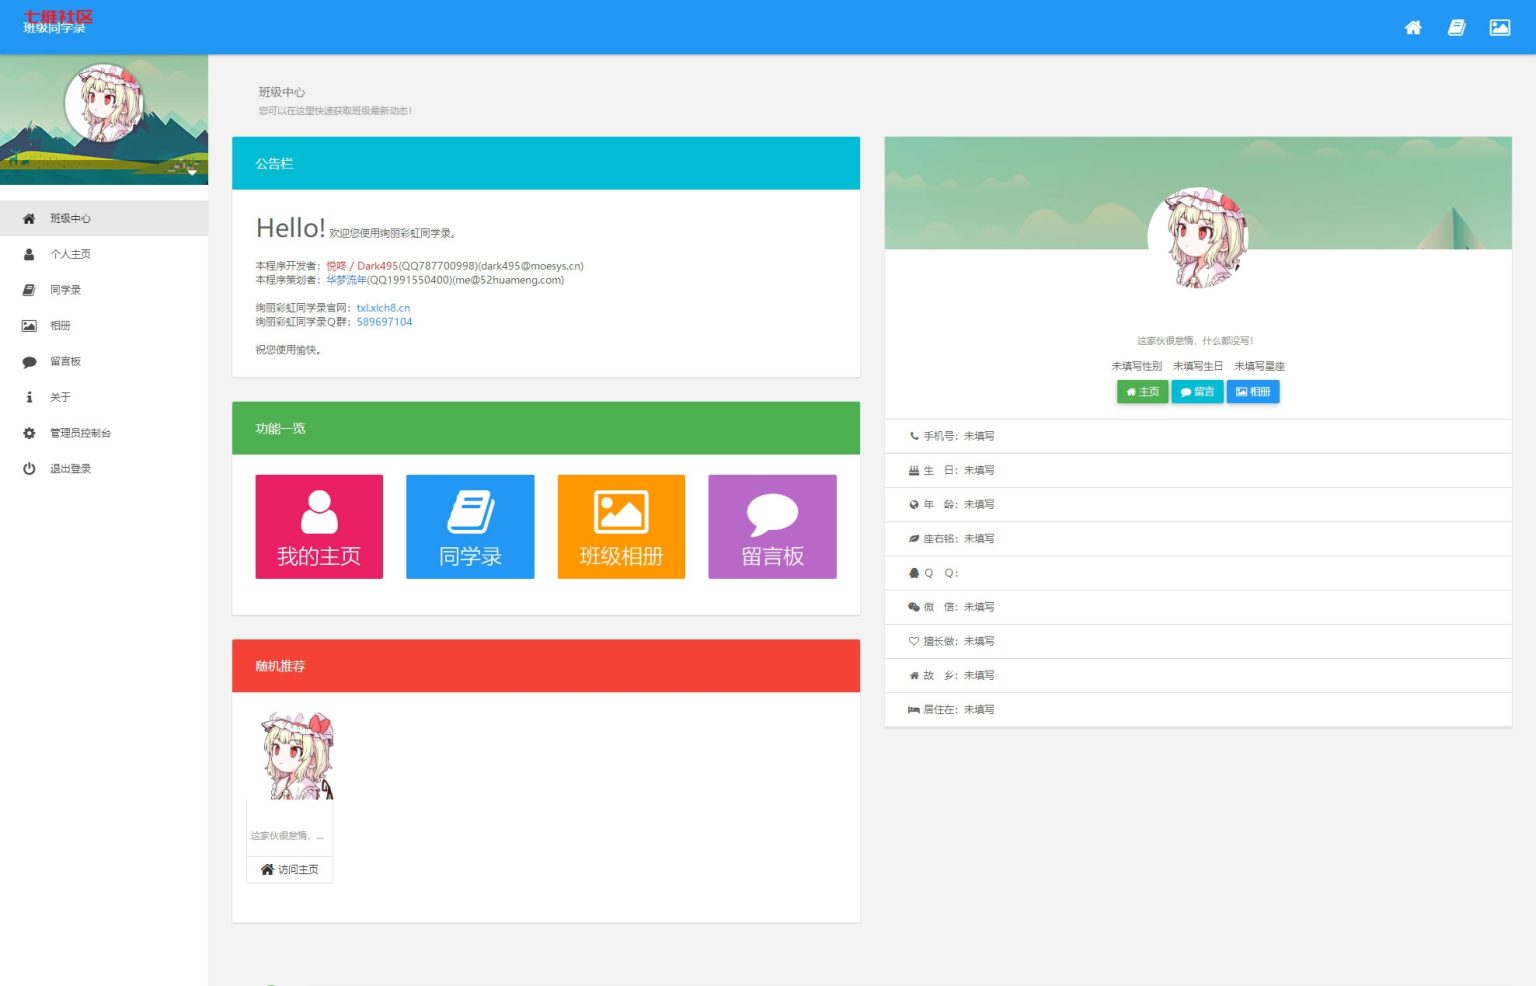 七维社区
班级同学录
班级中心
个人主页
同学录
相册
留言板
关于
管理员控制台
退出登录
班级中心
您可以在这里快速获取班级最新动态!
公告栏
Hello! 欢迎您使用绚丽彩虹同学录。
本程序开发者：悦咚 / Dark495(QQ787700998)(dark495@moesys.cn)
本程序策划者：华梦流年(QQ1991550400)(me@52huameng.com)
绚丽彩虹同学录官网：txl.xlch8.cn
绚丽彩虹同学录Q群：589697104
祝您使用愉快。
功能一览
我的主页
同学录
班级相册
留言板
随机推荐
这家伙很怠惰，...
访问主页
这家伙很怠惰，什么都没写!
未填写性别 未填写生日 未填写星座
主页 留言 相册
手机号：未填写
生 日：未填写
年 龄：未填写
座右铭：未填写
Q Q：
微 信：未填写
擅长做：未填写
故 乡：未填写
居住在：未填写